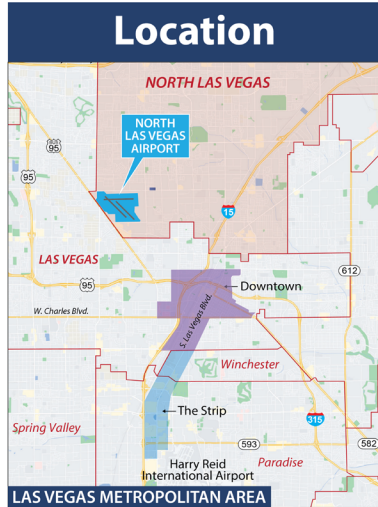 Location
NORTH LAS VEGAS
NORTH
LAS VEGAS
AIRPORT
95
95
15
LAS VEGAS
612
95
Downtown
W. Charles Blvd.
S. Las Vegas Blvd.
Winchester
The Strip
315
Spring Valley
593
582
Harry Reid
International Airport
Paradise
LAS VEGAS METROPOLITAN AREA